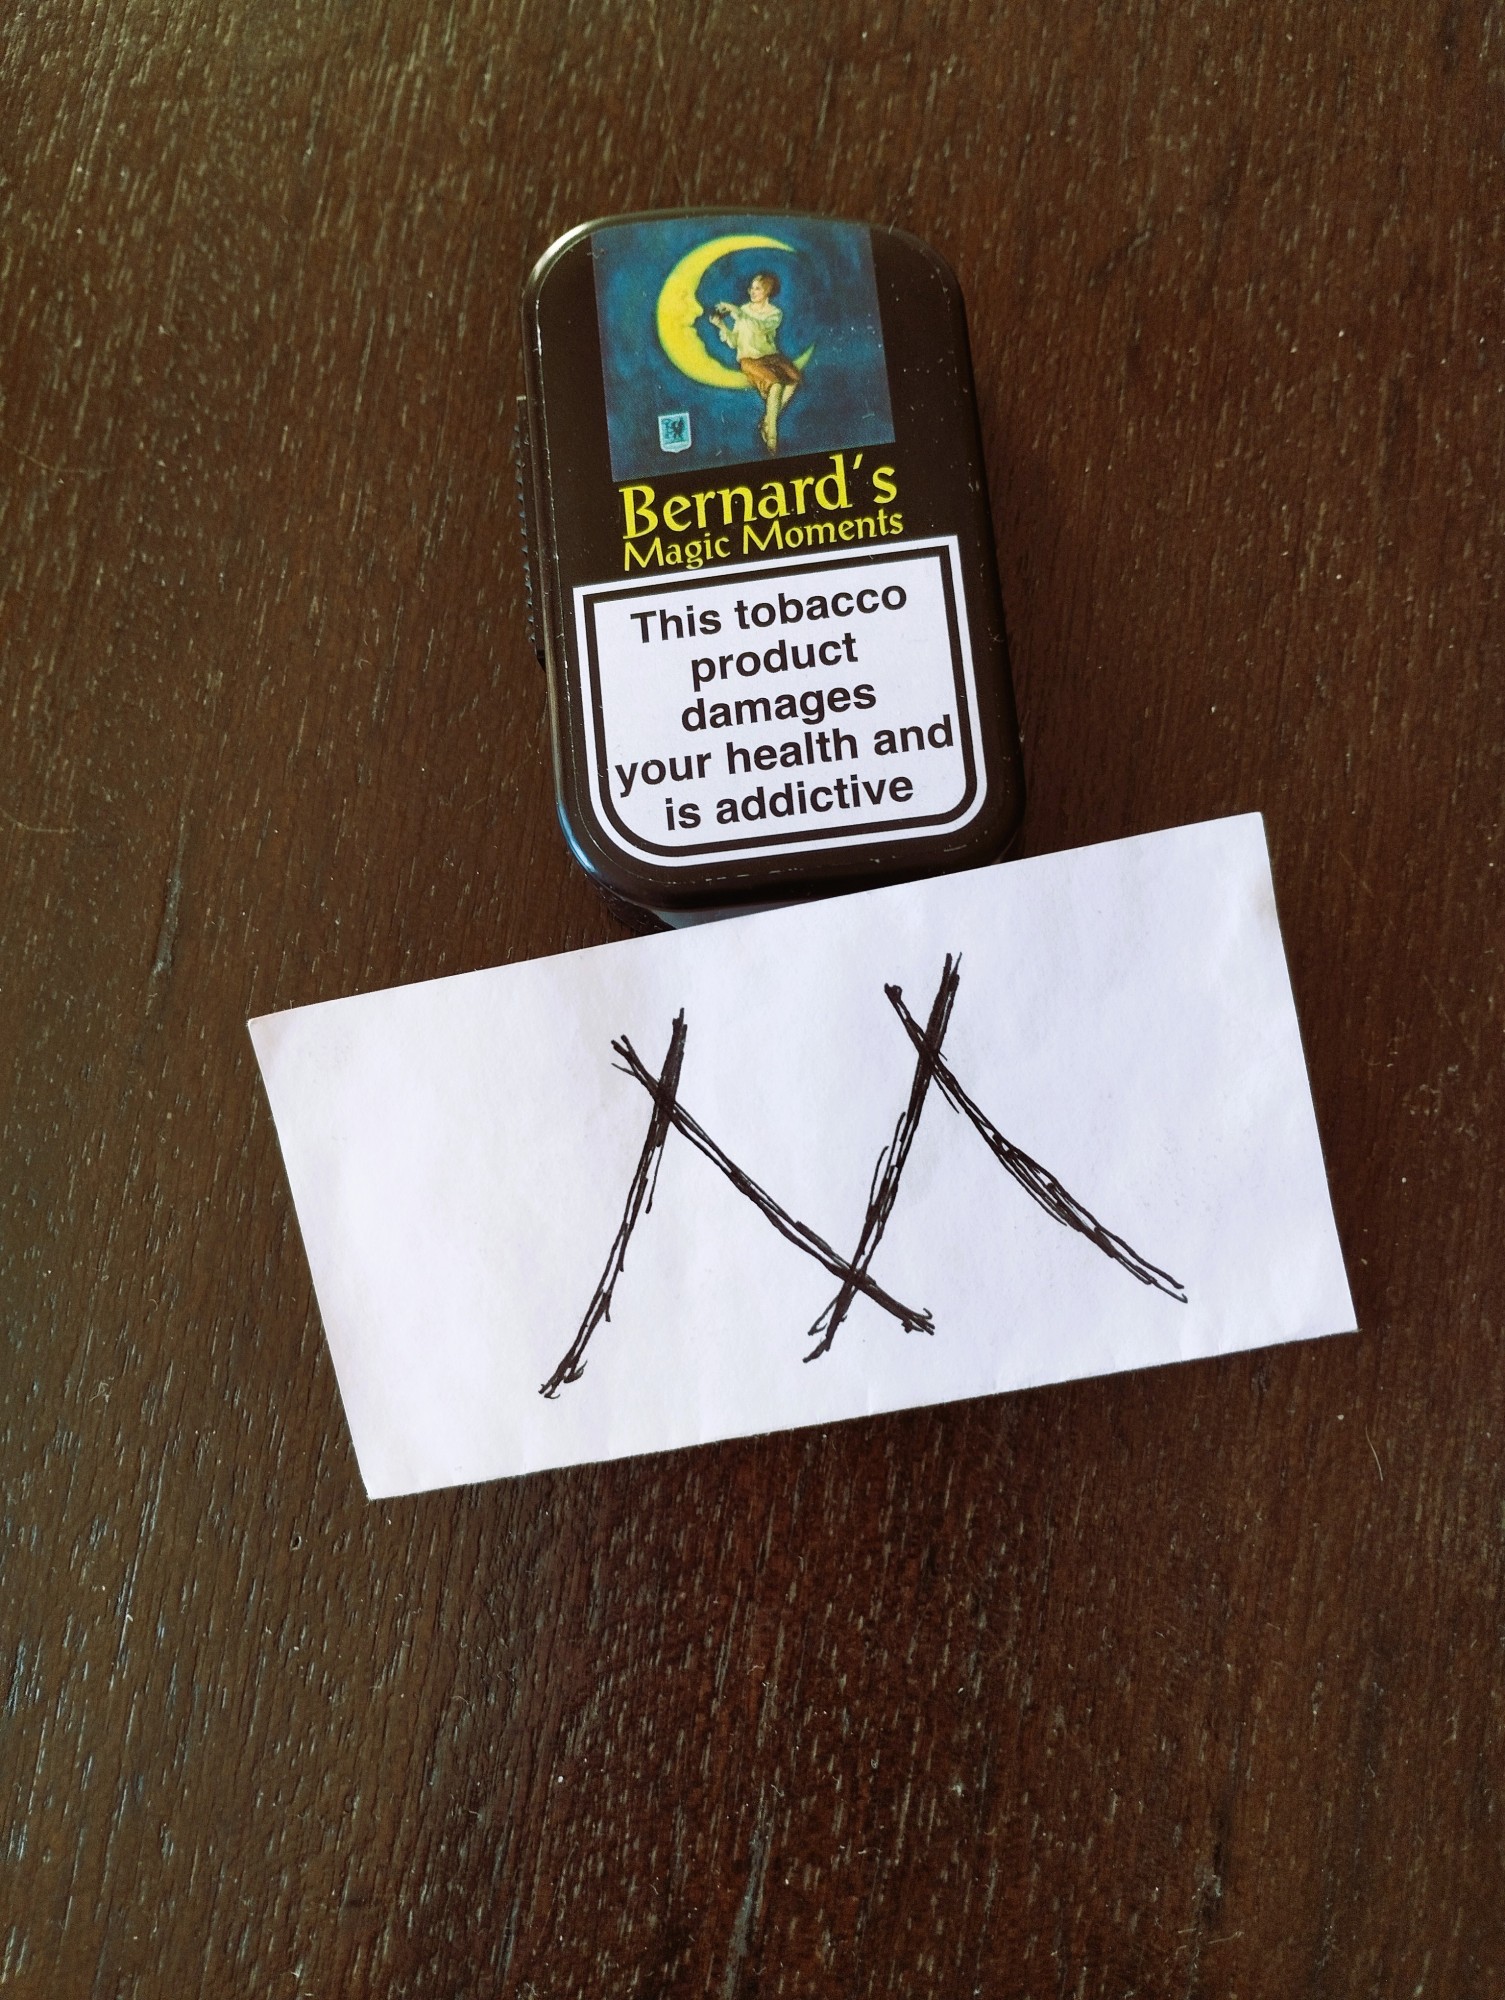 Bernard's
Magic Moments
This tobacco
product
damages
your health and
is addictive